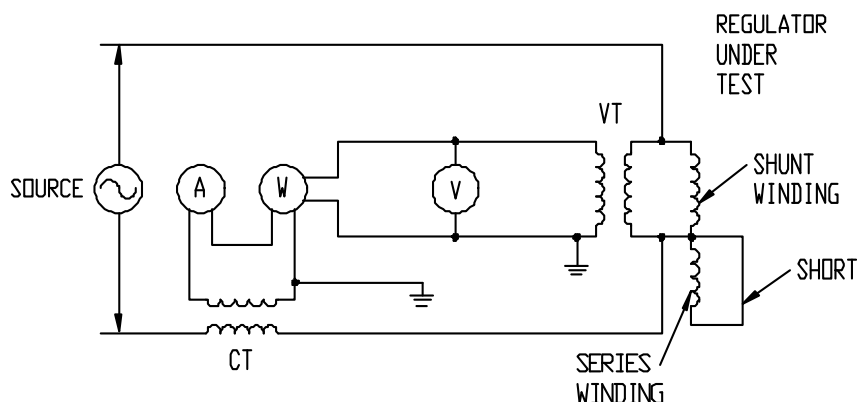 REGULATOR
UNDER
TEST
VT
SOURCE
A
W
V
SHUNT
WINDING
SHORT
CT
SERIES
WINDING